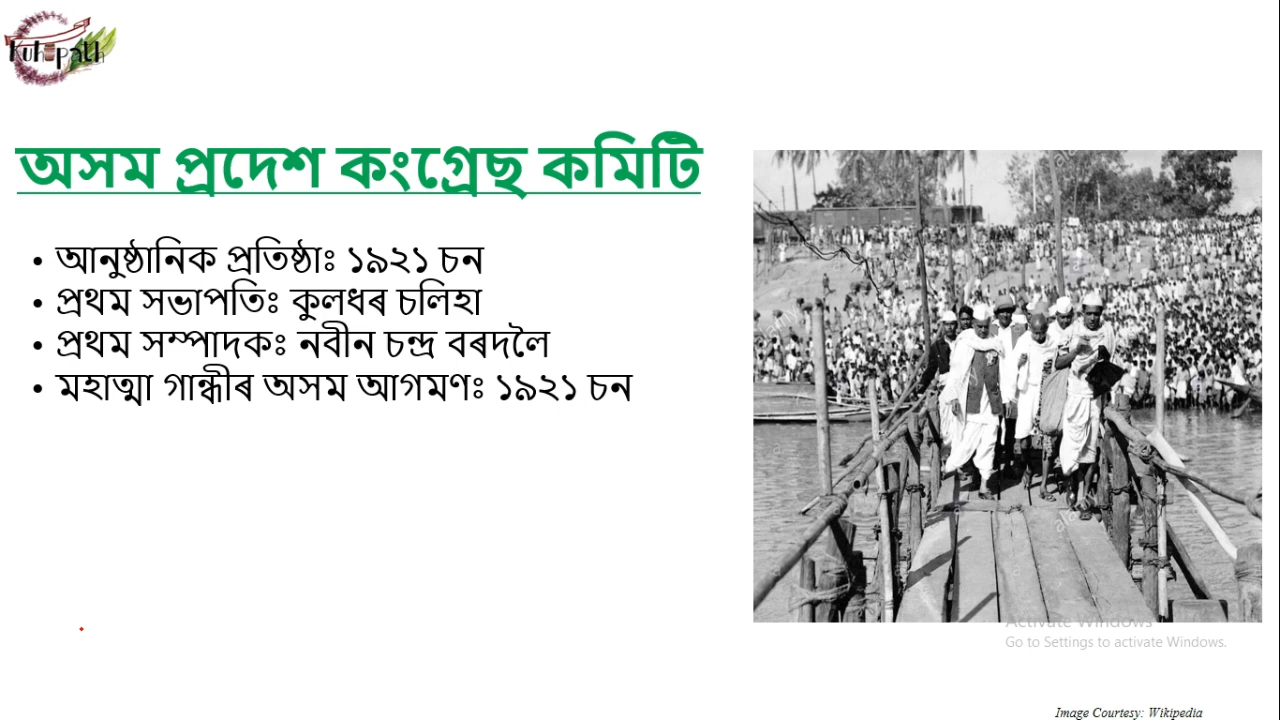 Kuhipath
অসম প্ৰদেশ কংগ্ৰেছ কমিটি
• আনুষ্ঠানিক প্ৰতিষ্ঠাঃ ১৯২১ চন
• প্ৰথম সভাপতিঃ কুলধৰ চলিহা
• প্ৰথম সম্পাদকঃ নবীন চন্দ্ৰ বৰদলৈ
• মহাত্মা গান্ধীৰ অসম আগমণঃ ১৯২১ চন
Activate Windows
Go to Settings to activate Windows.
Image Courtesy: Wikipedia